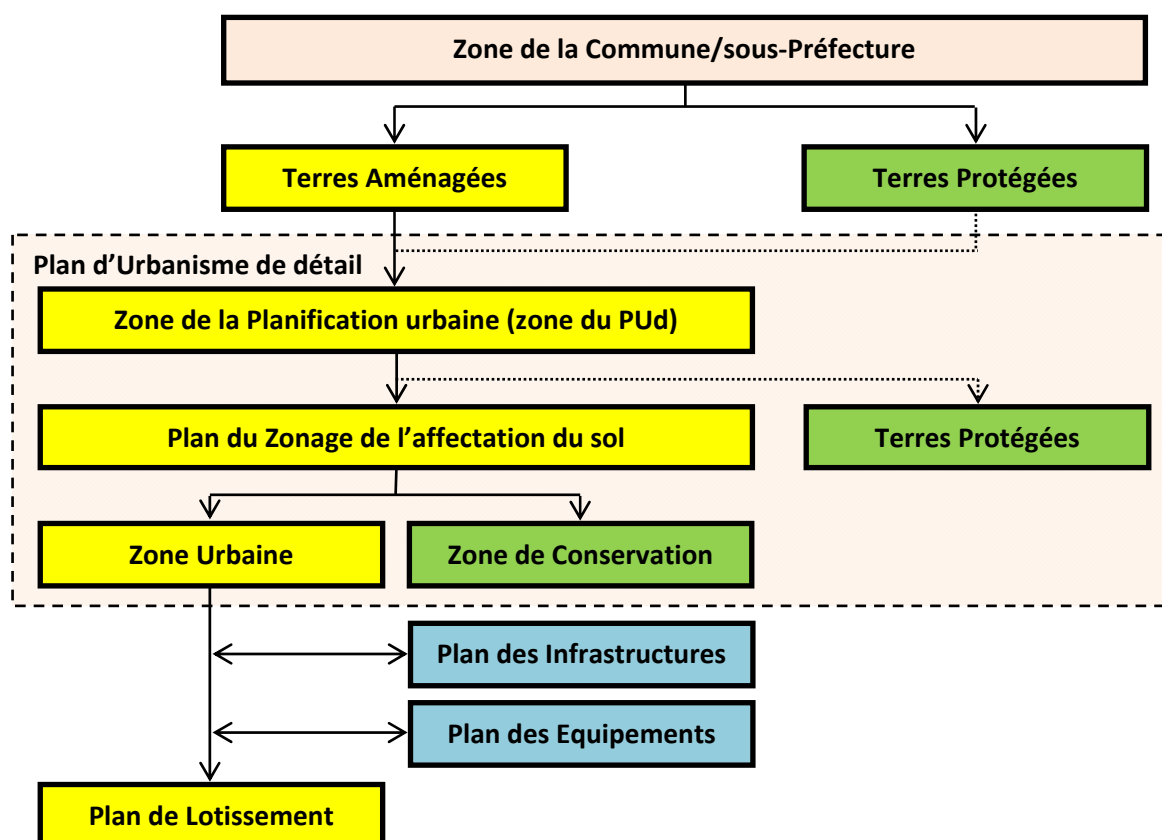 Zone de la Commune/sous-Préfecture
Terres Aménagées
Terres Protégées
Plan d’Urbanisme de détail
Zone de la Planification urbaine (zone du PUd)
Plan du Zonage de l’affectation du sol
Terres Protégées
Zone Urbaine
Zone de Conservation
Plan des Infrastructures
Plan des Equipements
Plan de Lotissement